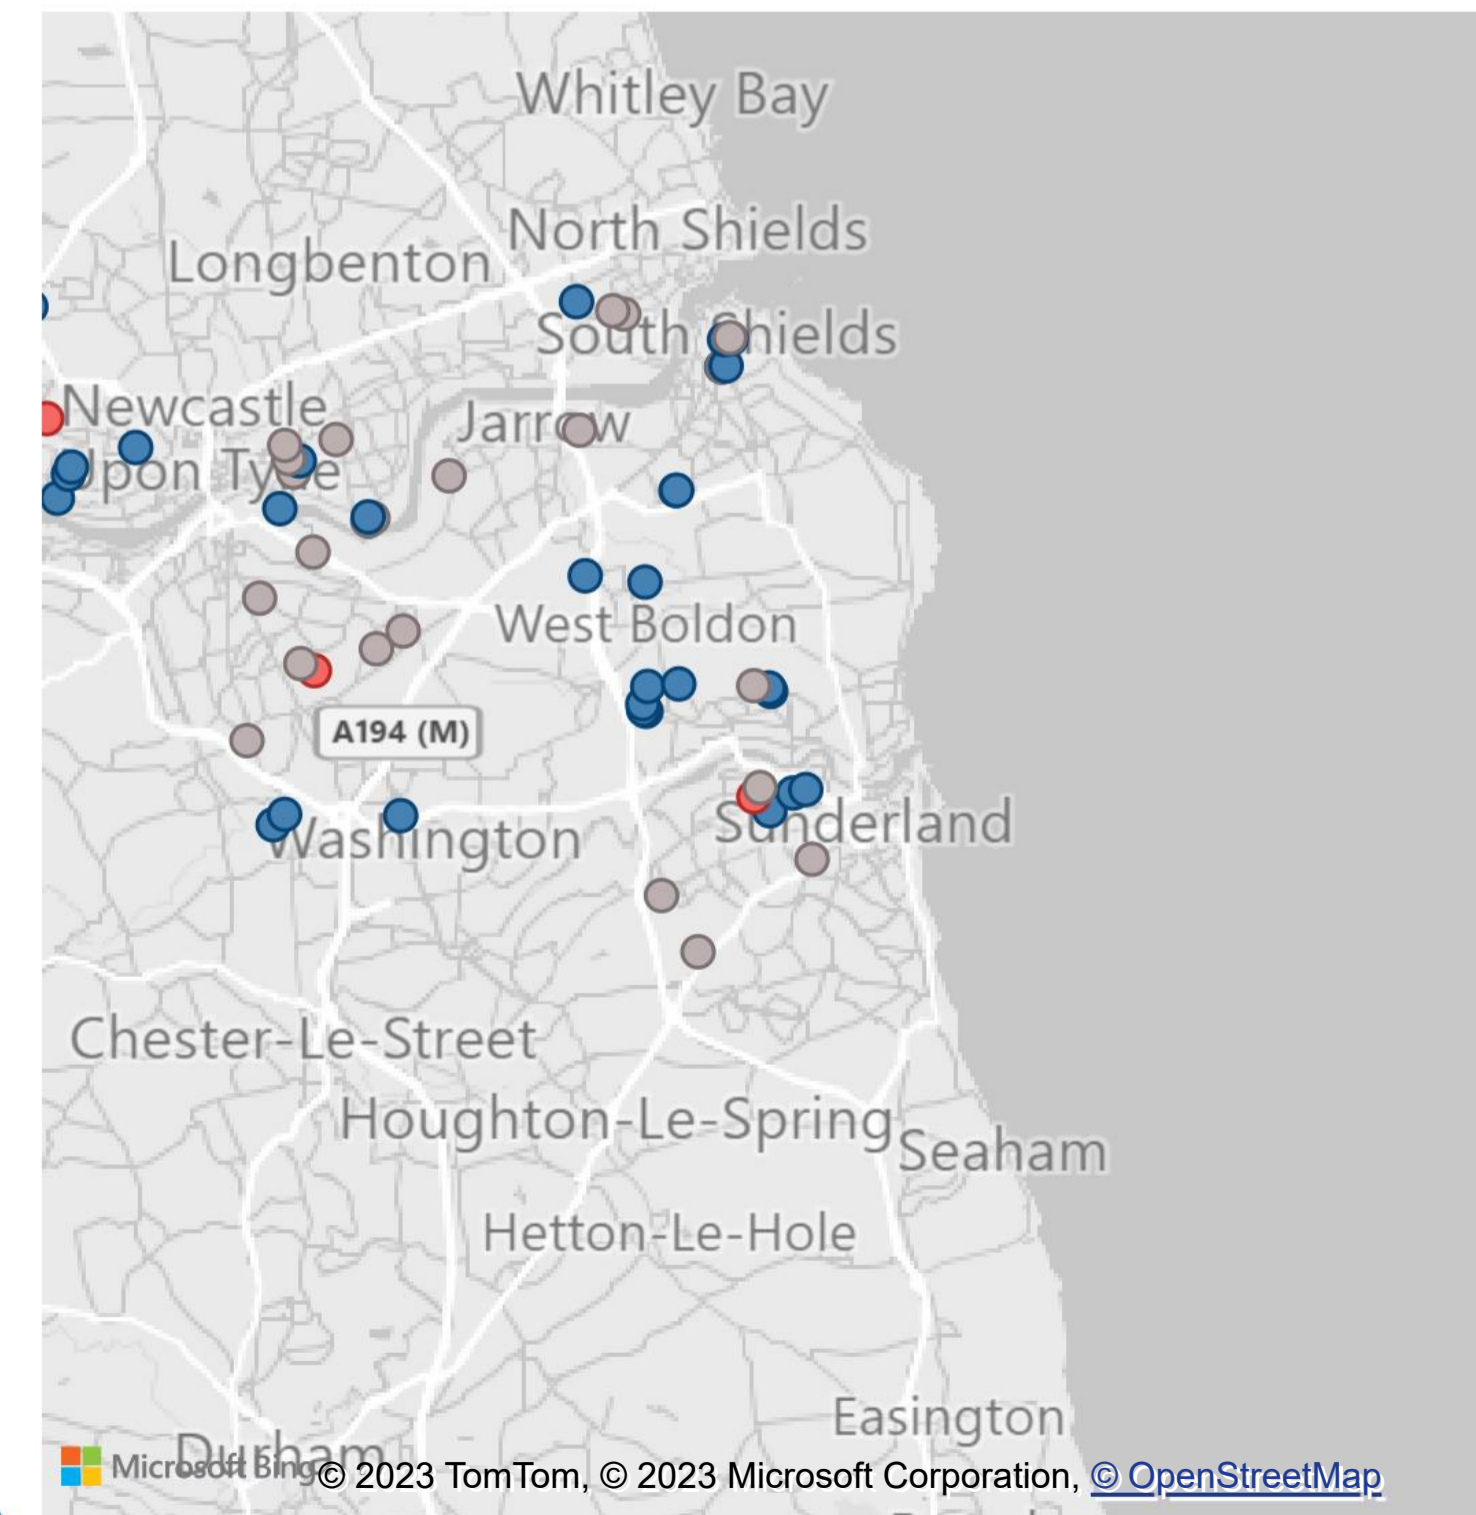 Whitley Bay
North Shields
Longbenton
South Shields
Newcastle
Upon Tyne
Jarrow
West Boldon
A194 (M)
Sunderland
Washington
Chester-Le-Street
Houghton-Le-Spring
Seaham
Hetton-Le-Hole
Easington
Durham
Microsoft Bing
© 2023 TomTom, © 2023 Microsoft Corporation, © OpenStreetMap